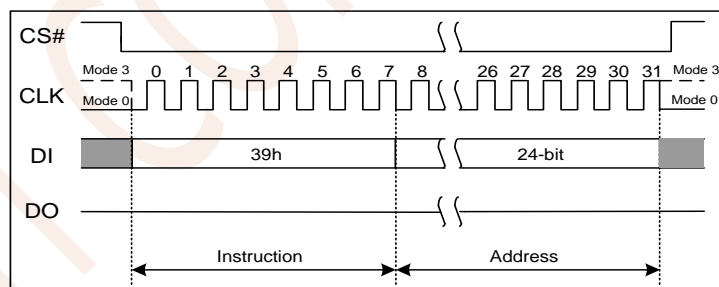 CS#
Mode 3 0 1 2 3 4 5 6 7 8 26 27 28 29 30 31 Mode 3
CLK
Mode 0 Mode 0
DI 39h 24-bit
DO
Instruction Address